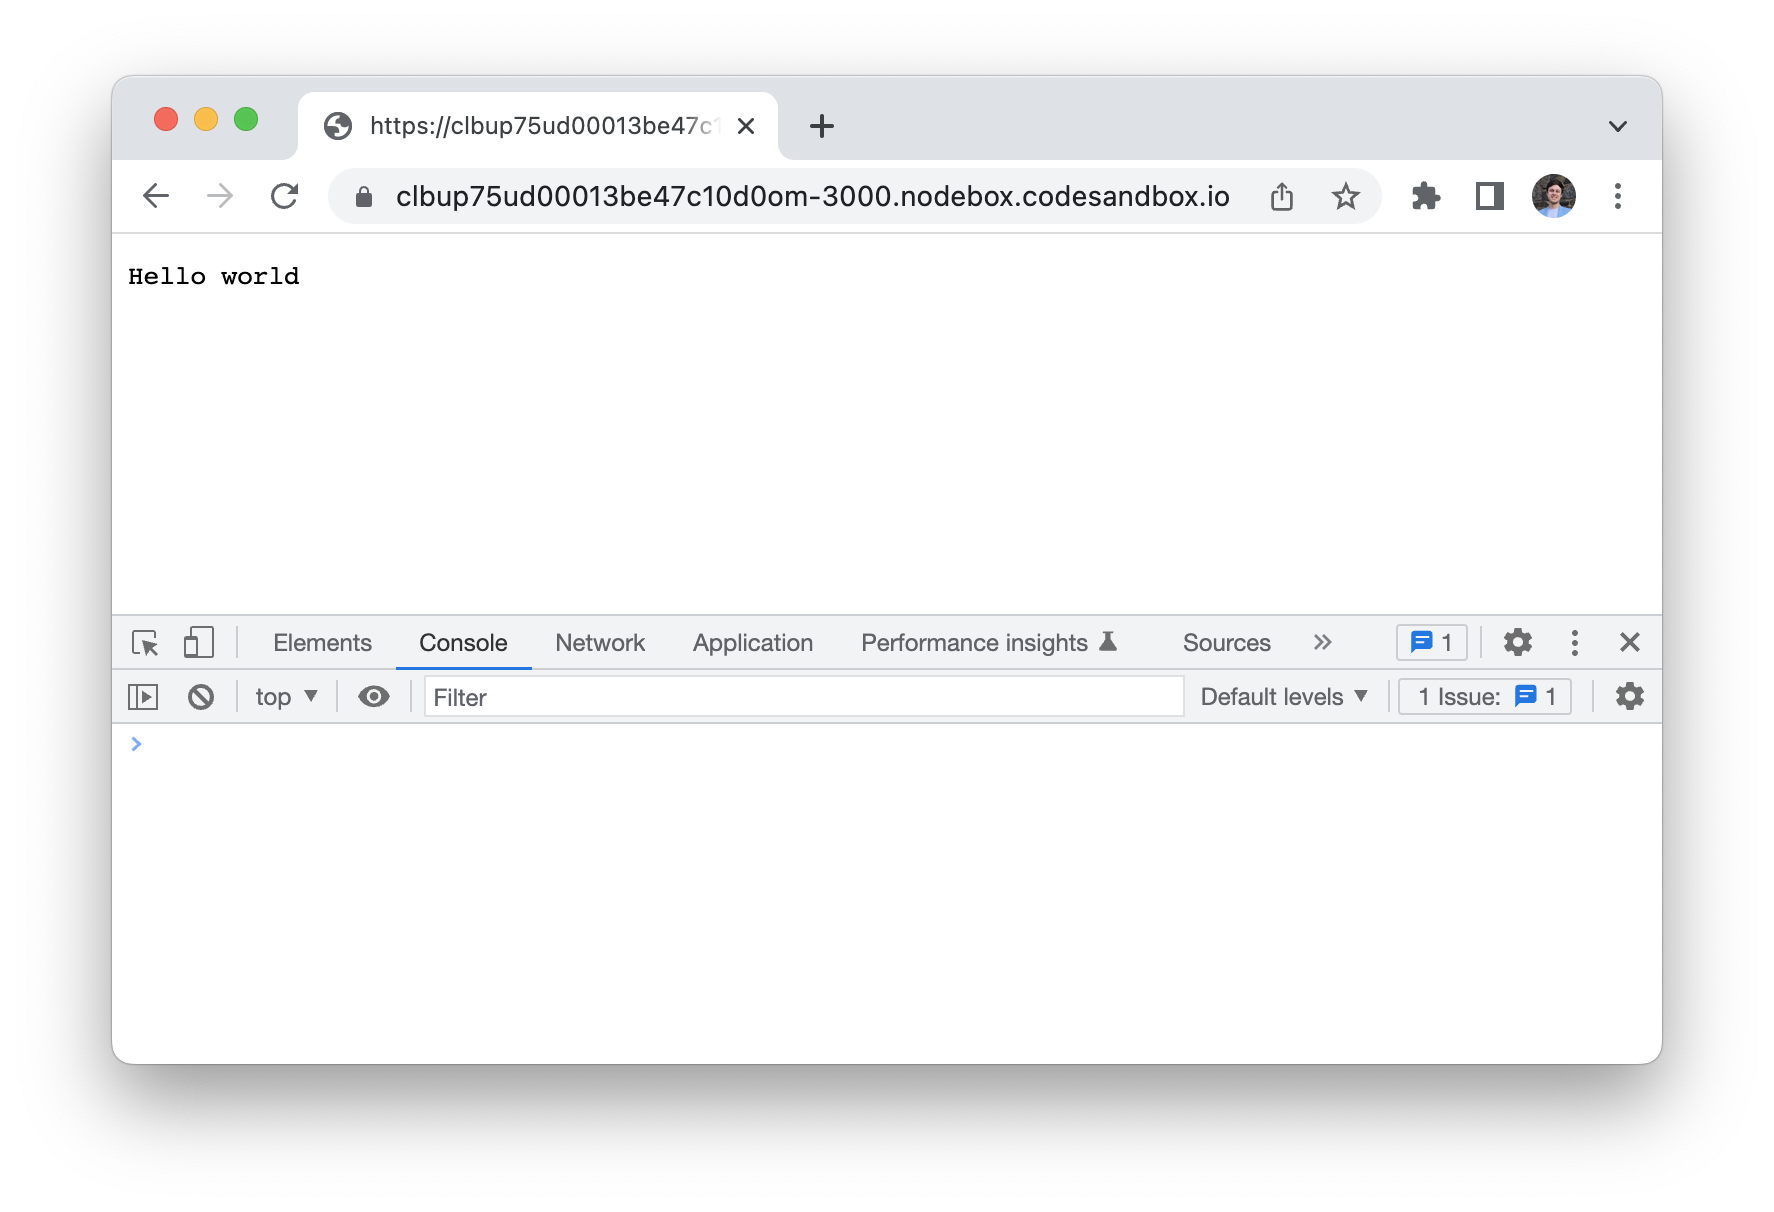 https://clbup75ud00013be47c1
clbup75ud00013be47c10d0om-3000.nodebox.codesandbox.io
Hello world
Elements Console Network Application Performance insights Sources 1
top Filter Default levels 1 Issue: 1